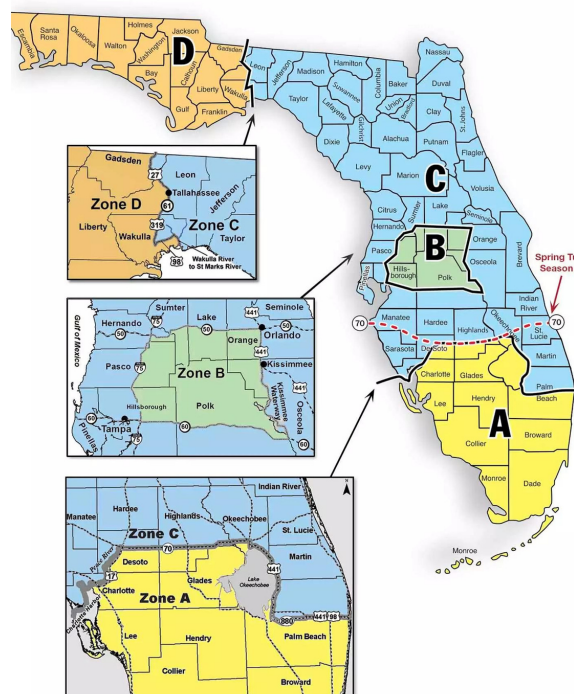 Escambia
Santa
Rosa
Okaloosa
Walton
Holmes
Washington
Jackson
Bay
Calhoun
Gulf
Liberty
Franklin
Gadsden
Wakulla
D
Leon
Jefferson
Madison
Taylor
Hamilton
Suwannee
Lafayette
Dixie
Columbia
Gilchrist
Baker
Union
Bradford
Nassau
Duval
Clay
St. Johns
Alachua
Putnam
Flagler
Levy
Marion
Volusia
C
Citrus
Sumter
Lake
Seminole
Hernando
Pasco
Pinellas
B
Hills-
borough
Polk
Orange
Osceola
Brevard
Spring Tu
Season
Indian
River
70
70
Manatee
Hardee
Highlands
Okeechobee
St.
Lucie
Sarasota
DeSoto
Martin
Charlotte
Glades
Palm
Beach
Lee
Hendry
A
Collier
Broward
Monroe
Dade
Monroe
Gadsden
27
Leon
Tallahassee
Jefferson
Zone D
61
Liberty
319
Zone C
Wakulla
Taylor
98
Wakulla River
to St Marks River
Sumter
Seminole
75
Lake
441
Hernando
50
50
50
Orange
Orlando
Gulf of Mexico
441
Pasco
75
Zone B
Kissimmee
Kissimmee
Waterway
Osceola
Hillsborough
Polk
441
60
Tampa
60
60
Pinellas
75
Indian River
Hardee
Manatee
Highlands
Okeechobee
Zone C
St. Lucie
Peace River
70
Desoto
Martin
17
Glades
441
Charlotte
Lake
Okeechobee
Zone A
Charlotte Harbor
880
441
98
Lee
Hendry
Palm Beach
Collier
Broward